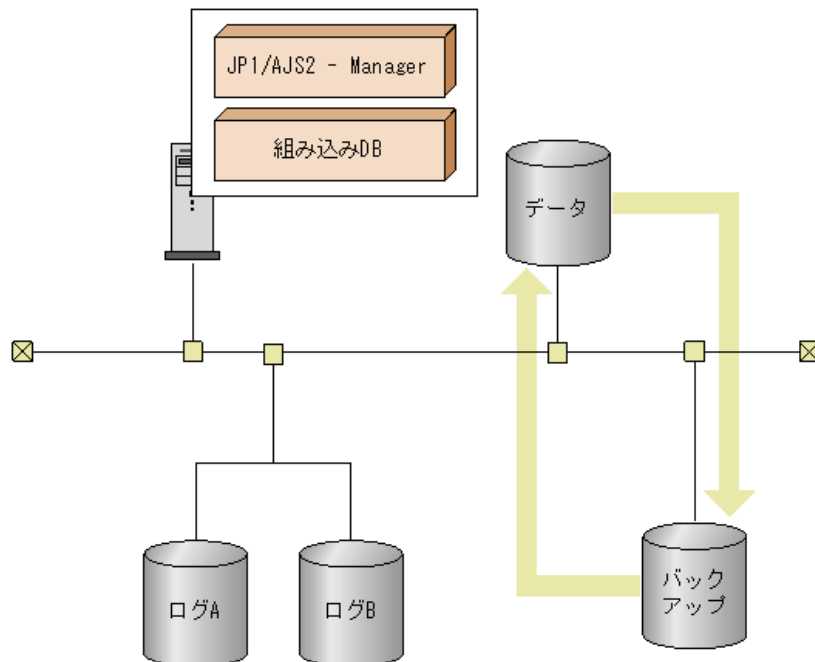 JP1/AJS2 - Manager
組み込みDB
データ
ログA
ログB
バック
アップ